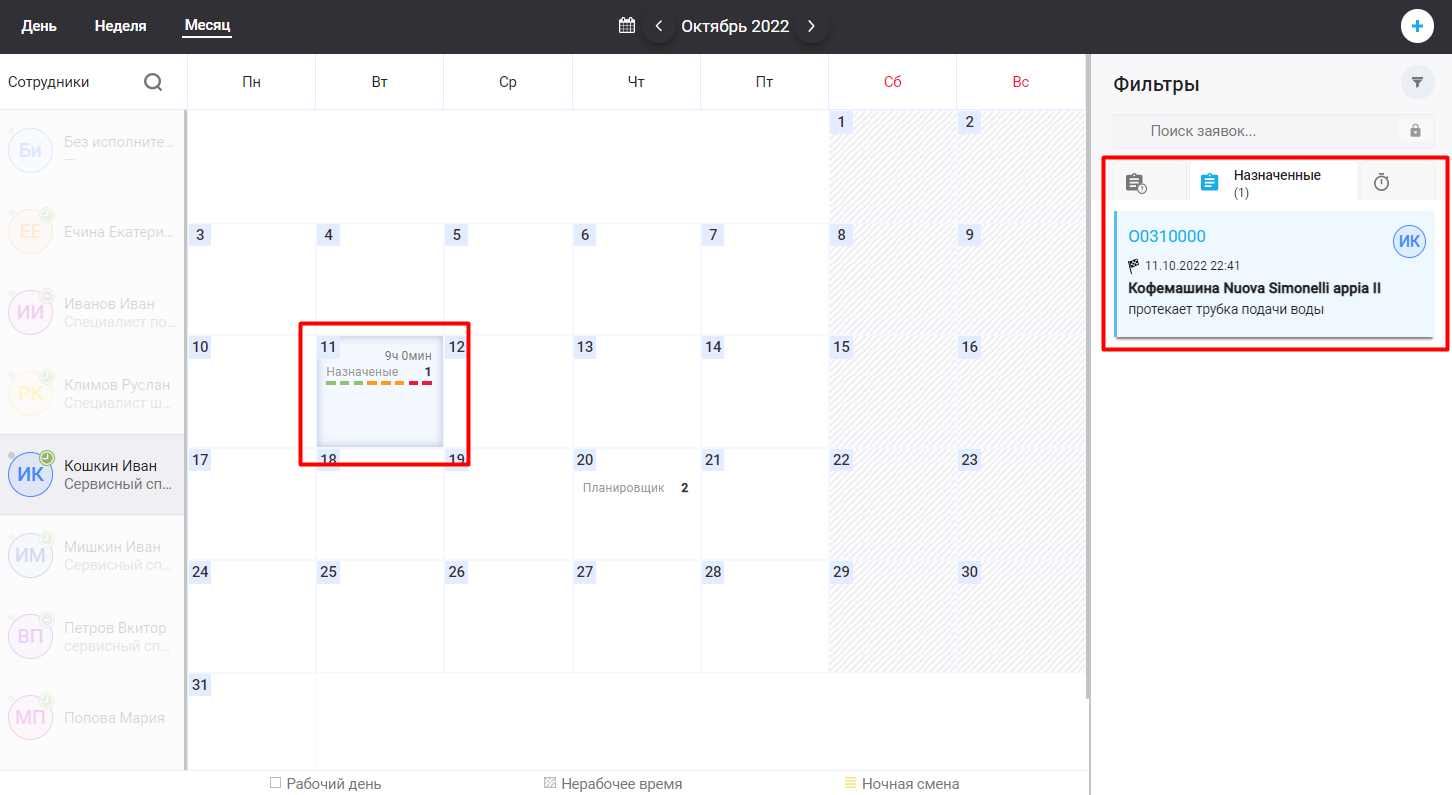 День Неделя Месяц Октябрь 2022
Сотрудники Пн Вт Ср Чт Пт Сб Вс
Би Без исполните...
—
ЕЕ Ечина Екатери...
ИИ Иванов Иван
Специалист по...
РК Климов Руслан
Специалист ш...
ИК Кошкин Иван
Сервисный сп...
ИМ Мишкин Иван
Сервисный сп...
ВП Петров Вкитор
сервисный сп...
МП Попова Мария
1 2
3 4 5 6 7 8 9
10 11 12 13 14 15 16
9ч 0мин
Назначеные 1
17 18 19 20 21 22 23
Планировщик 2
24 25 26 27 28 29 30
31
Рабочий день Нерабочее время Ночная смена
Фильтры
Поиск заявок...
Назначенные
(1)
О0310000 ИК
11.10.2022 22:41
Кофемашина Nuova Simonelli appia II
протекает трубка подачи воды